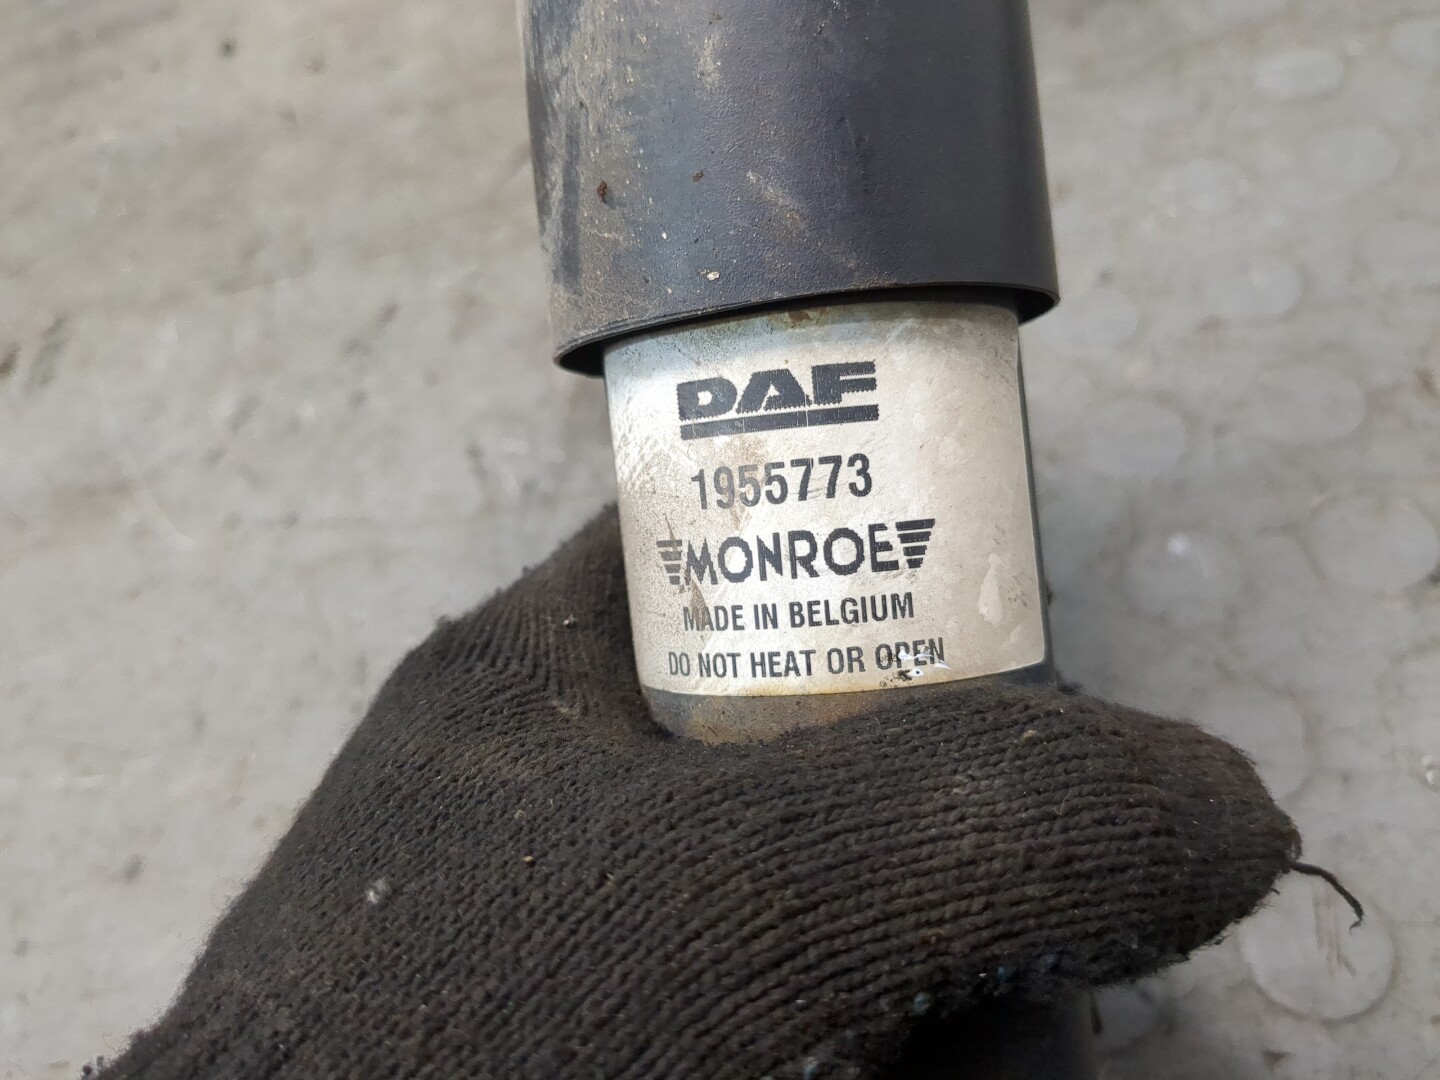 DAF
1955773
MONROE
MADE IN BELGIUM
DO NOT HEAT OR OPEN